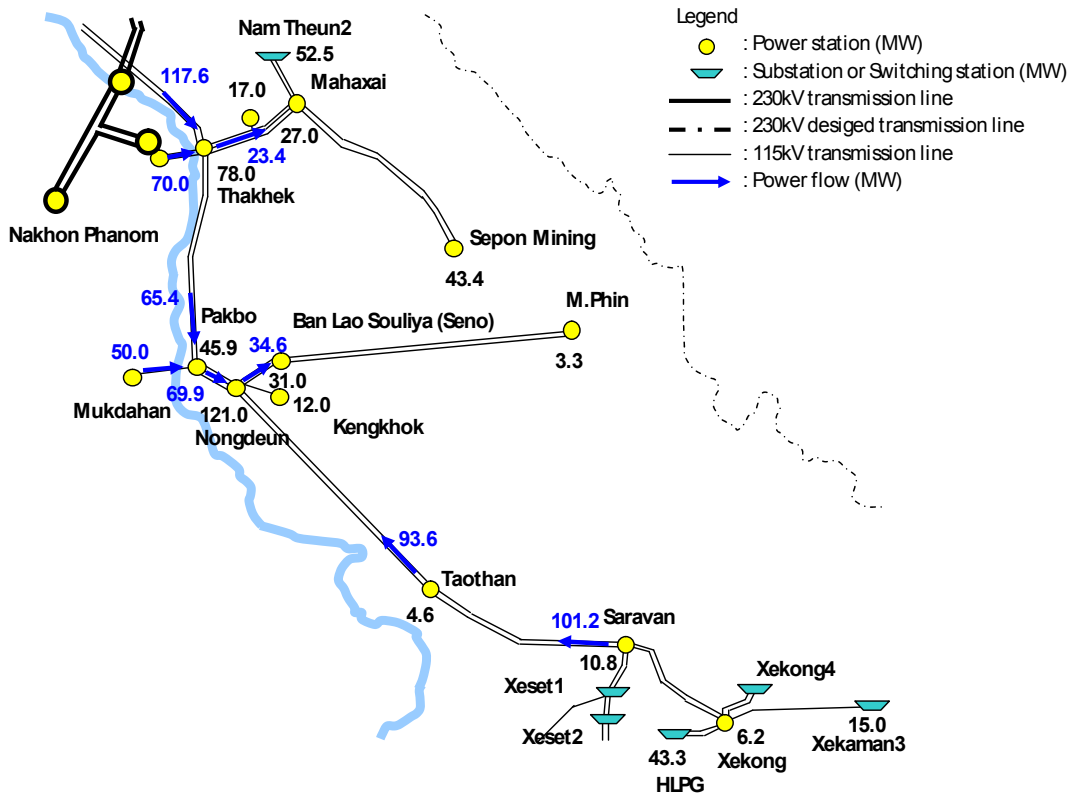 Legend
: Power station (MW)
: Substation or Switching station (MW)
: 230kV transmission line
: 230kV desiged transmission line
: 115kV transmission line
: Power flow (MW)
Nam Theun2
52.5
117.6
Mahaxai
17.0
27.0
23.4
70.0
78.0
Thakhek
Nakhon Phanom
Sepon Mining
43.4
65.4
M.Phin
Pakbo
Ban Lao Souliya (Seno)
45.9
34.6
50.0
3.3
31.0
69.9
12.0
Mukdahan
121.0
Kengkhok
Nongdeun
93.6
Taothan
4.6
Saravan
101.2
10.8
Xeset1
Xekong4
15.0
Xeset2
6.2
Xekaman3
43.3
Xekong
HLPG